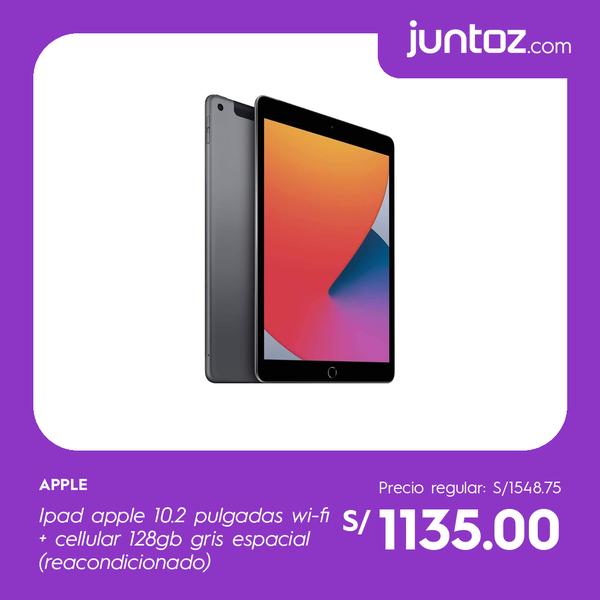 juntoz.com
APPLE
Ipad apple 10.2 pulgadas wi-fi
+ cellular 128gb gris espacial
(reacondicionado)
Precio regular: S/1548.75
S/ 1135.00